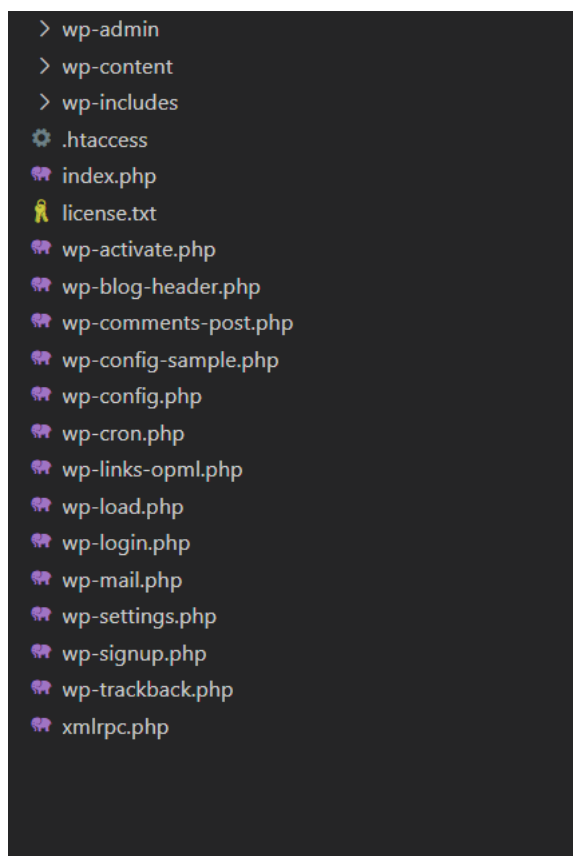 wp-admin
wp-content
wp-includes
.htaccess
index.php
license.txt
wp-activate.php
wp-blog-header.php
wp-comments-post.php
wp-config-sample.php
wp-config.php
wp-cron.php
wp-links-opml.php
wp-load.php
wp-login.php
wp-mail.php
wp-settings.php
wp-signup.php
wp-trackback.php
xmlrpc.php